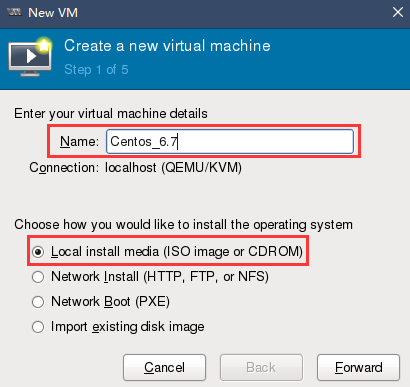 New VM
Create a new virtual machine
Step 1 of 5
Enter your virtual machine details
Name: Centos_6.7
Connection: localhost (QEMU/KVM)
Choose how you would like to install the operating system
Local install media (ISO image or CDROM)
Network Install (HTTP, FTP, or NFS)
Network Boot (PXE)
Import existing disk image
Cancel Back Forward